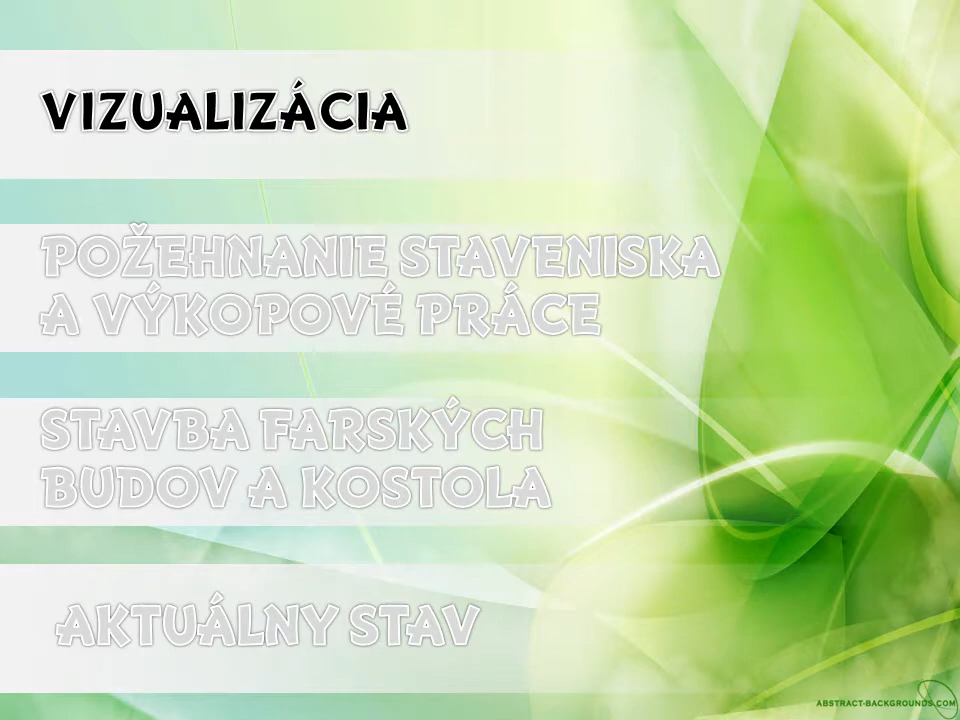 VIZUALIZÁCIA
POŽEHNANIE STAVENISKA
A VÝKOPOVÉ PRÁCE
STAVBA FARSKÝCH
BUDOV A KOSTOLA
AKTUÁLNY STAV
ABSTRACT-BACKGROUNDS.COM